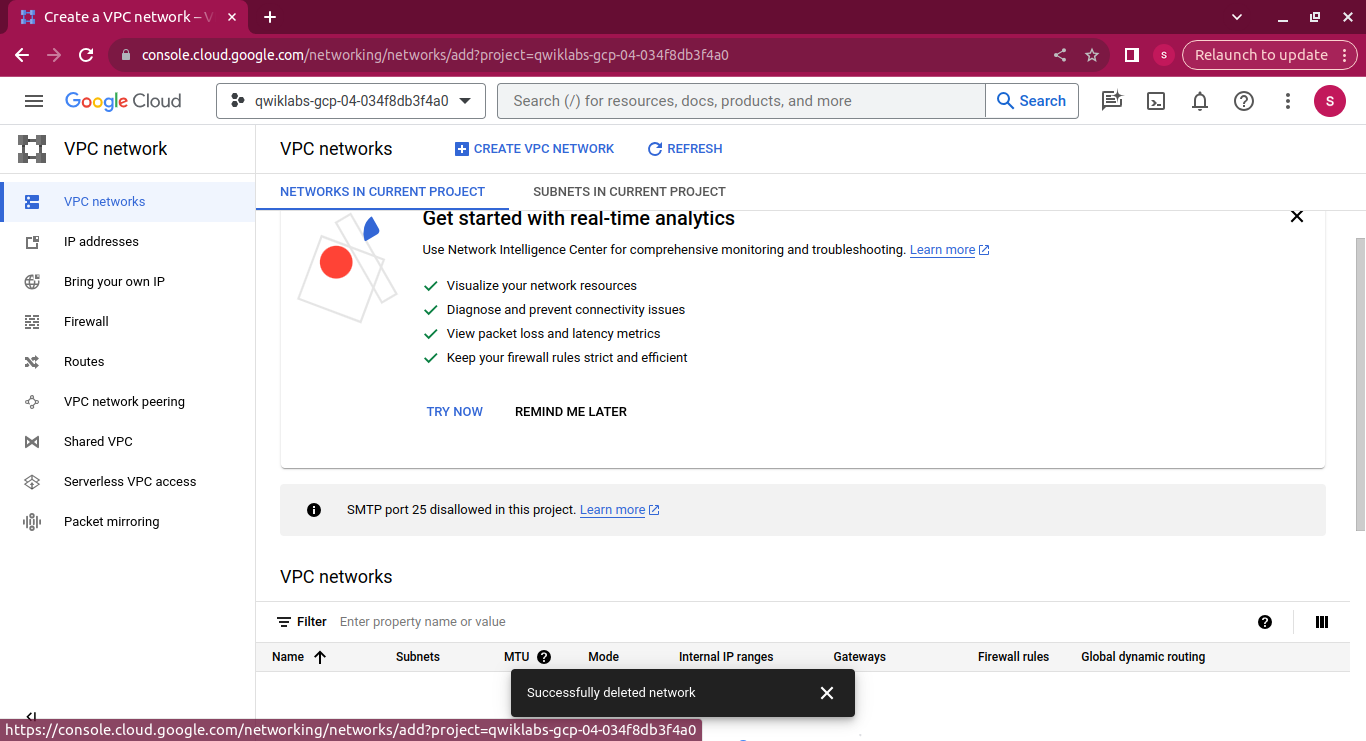 Create a VPC network – V
console.cloud.google.com/networking/networks/add?project=qwiklabs-gcp-04-034f8db3f4a0
S
Relaunch to update
Google Cloud
qwiklabs-gcp-04-034f8db3f4a0
Search (/) for resources, docs, products, and more
Search
S
VPC network
VPC networks
CREATE VPC NETWORK
REFRESH
NETWORKS IN CURRENT PROJECT
SUBNETS IN CURRENT PROJECT
VPC networks
IP addresses
Bring your own IP
Firewall
Routes
VPC network peering
Shared VPC
Serverless VPC access
Packet mirroring
Get started with real-time analytics
Use Network Intelligence Center for comprehensive monitoring and troubleshooting. Learn more
Visualize your network resources
Diagnose and prevent connectivity issues
View packet loss and latency metrics
Keep your firewall rules strict and efficient
TRY NOW
REMIND ME LATER
SMTP port 25 disallowed in this project. Learn more
VPC networks
Filter Enter property name or value
Name Subnets MTU Mode Internal IP ranges Gateways Firewall rules Global dynamic routing
Successfully deleted network
https://console.cloud.google.com/networking/networks/add?project=qwiklabs-gcp-04-034f8db3f4a0